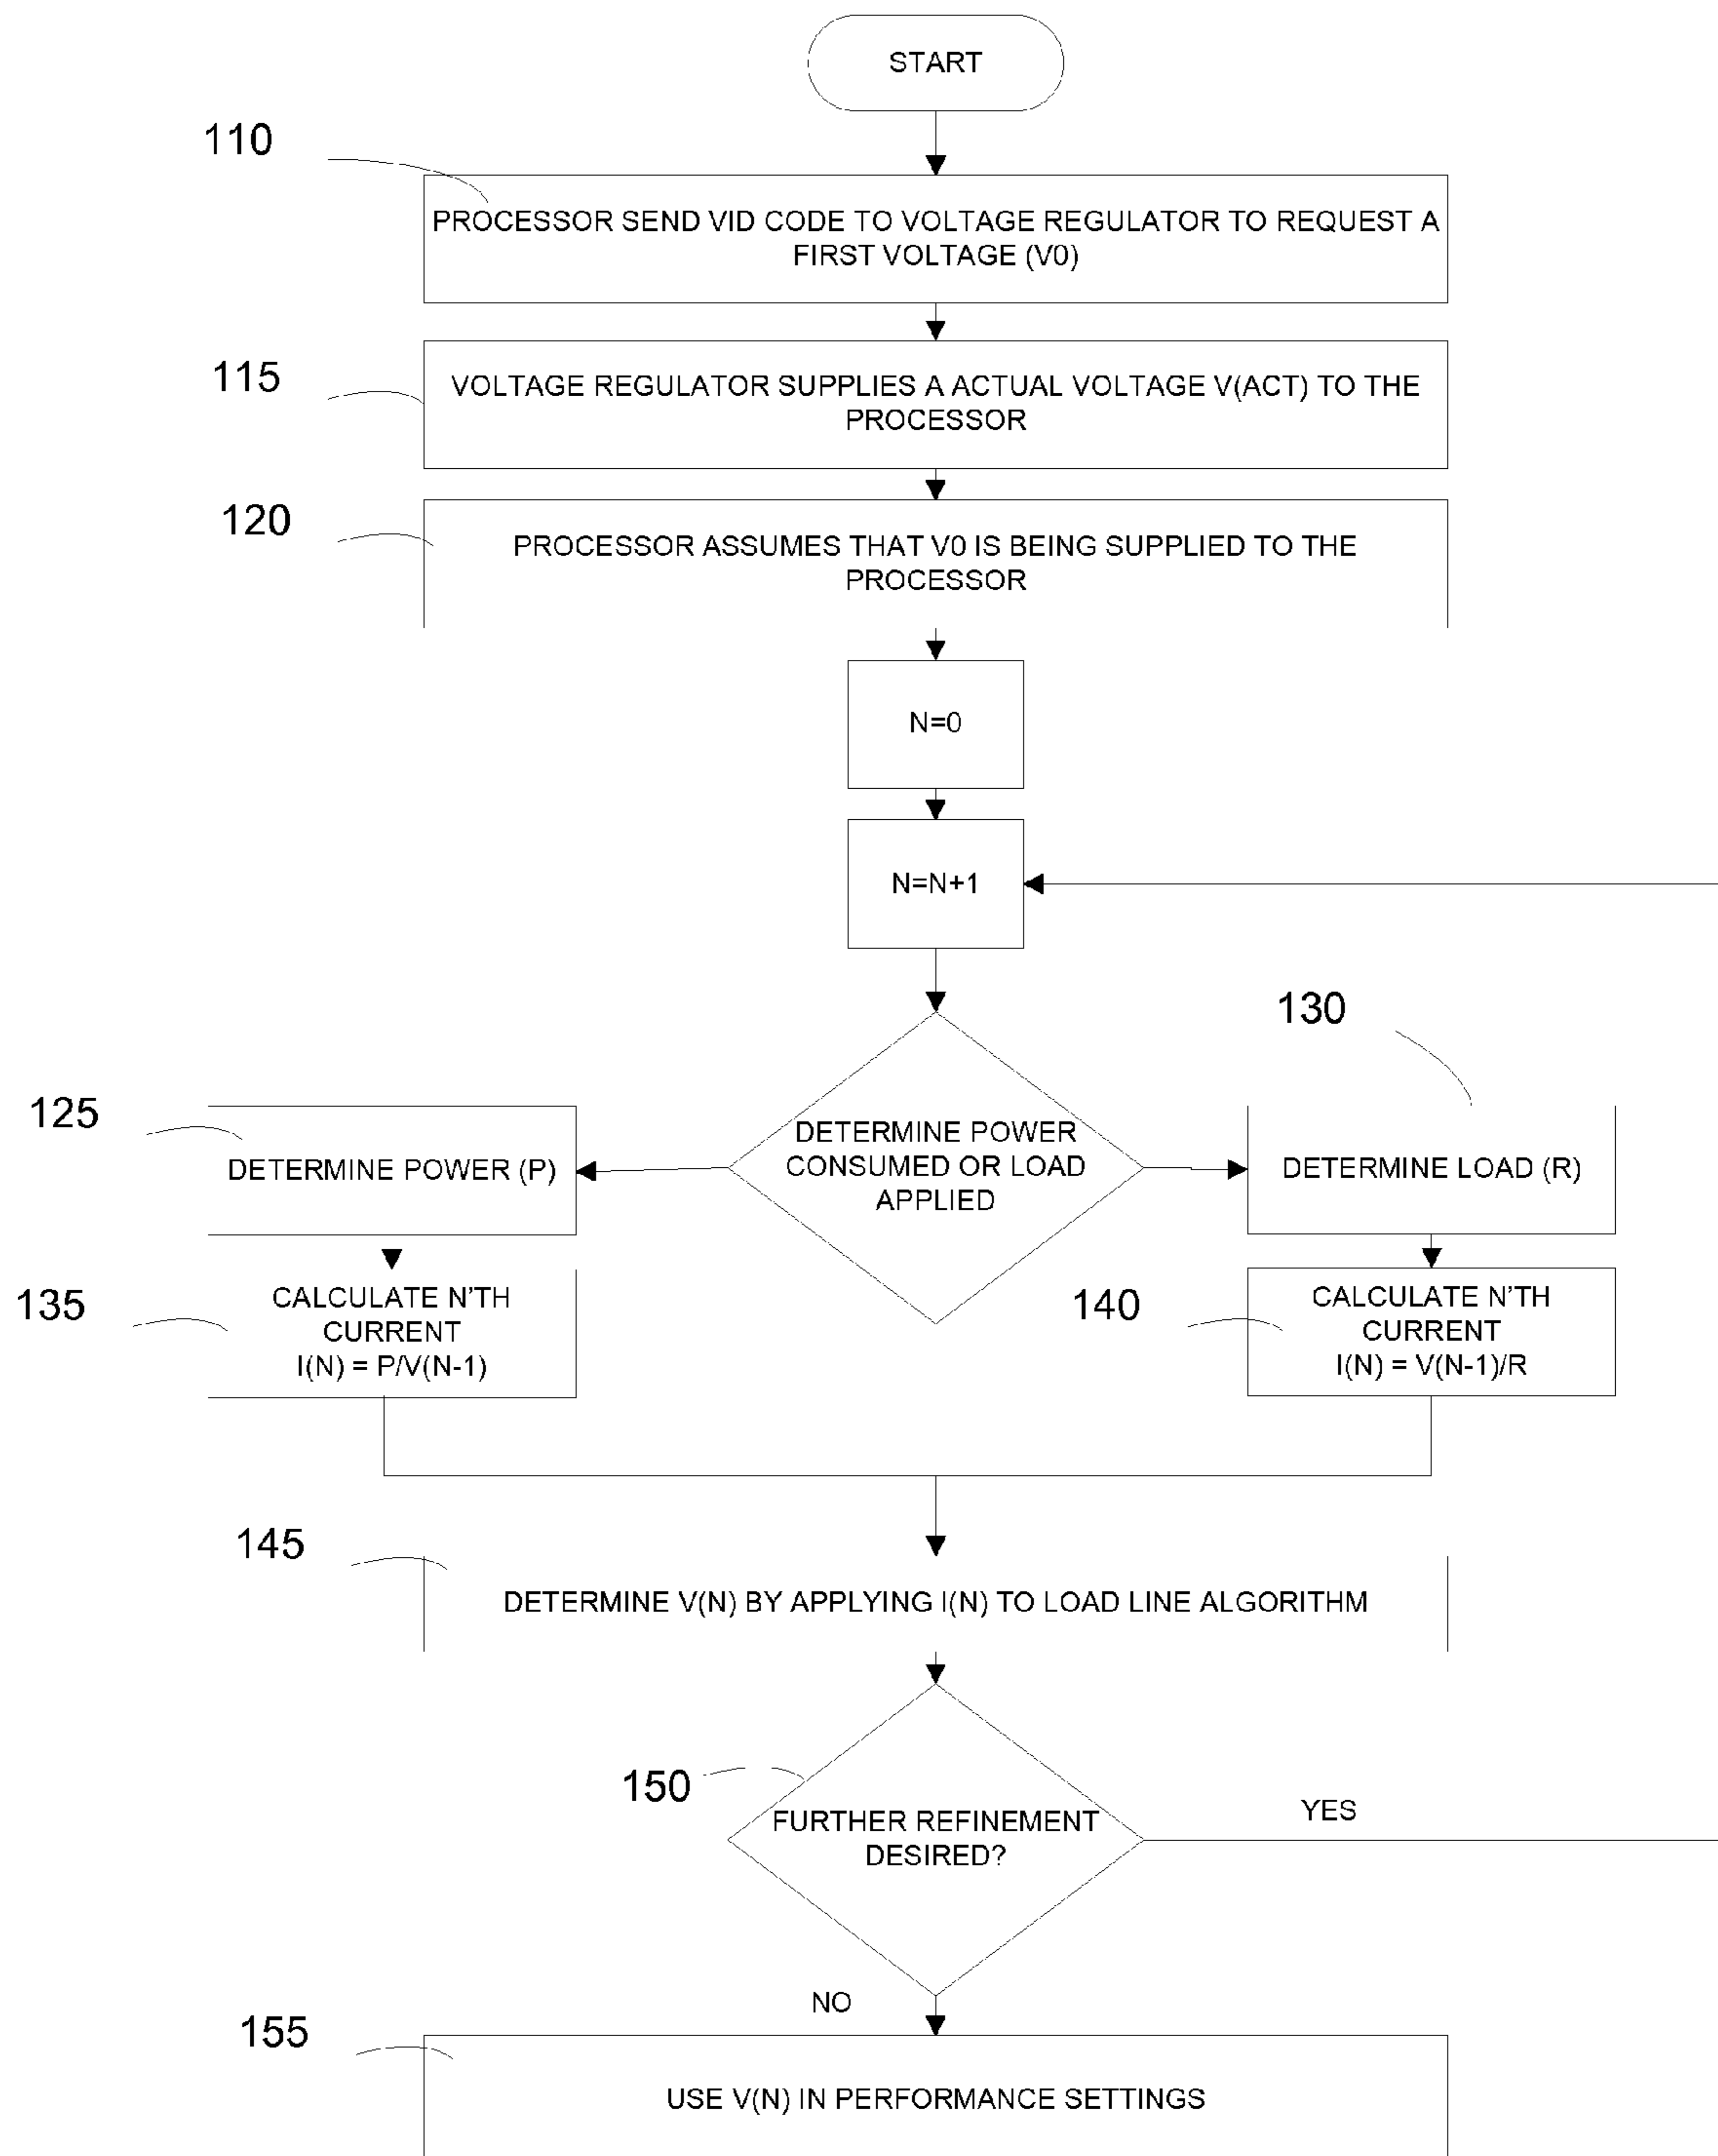 START
110
PROCESSOR SEND VID CODE TO VOLTAGE REGULATOR TO REQUEST A
FIRST VOLTAGE (V0)
115
VOLTAGE REGULATOR SUPPLIES A ACTUAL VOLTAGE V(ACT) TO THE
PROCESSOR
120
PROCESSOR ASSUMES THAT V0 IS BEING SUPPLIED TO THE
PROCESSOR
N=0
N=N+1
130
125
DETERMINE POWER
CONSUMED OR LOAD
APPLIED
DETERMINE POWER (P)
DETERMINE LOAD (R)
135
CALCULATE N'TH
CURRENT
I(N) = P/V(N-1)
140
CALCULATE N'TH
CURRENT
I(N) = V(N-1)/R
145
DETERMINE V(N) BY APPLYING I(N) TO LOAD LINE ALGORITHM
150
FURTHER REFINEMENT
DESIRED?
YES
NO
155
USE V(N) IN PERFORMANCE SETTINGS